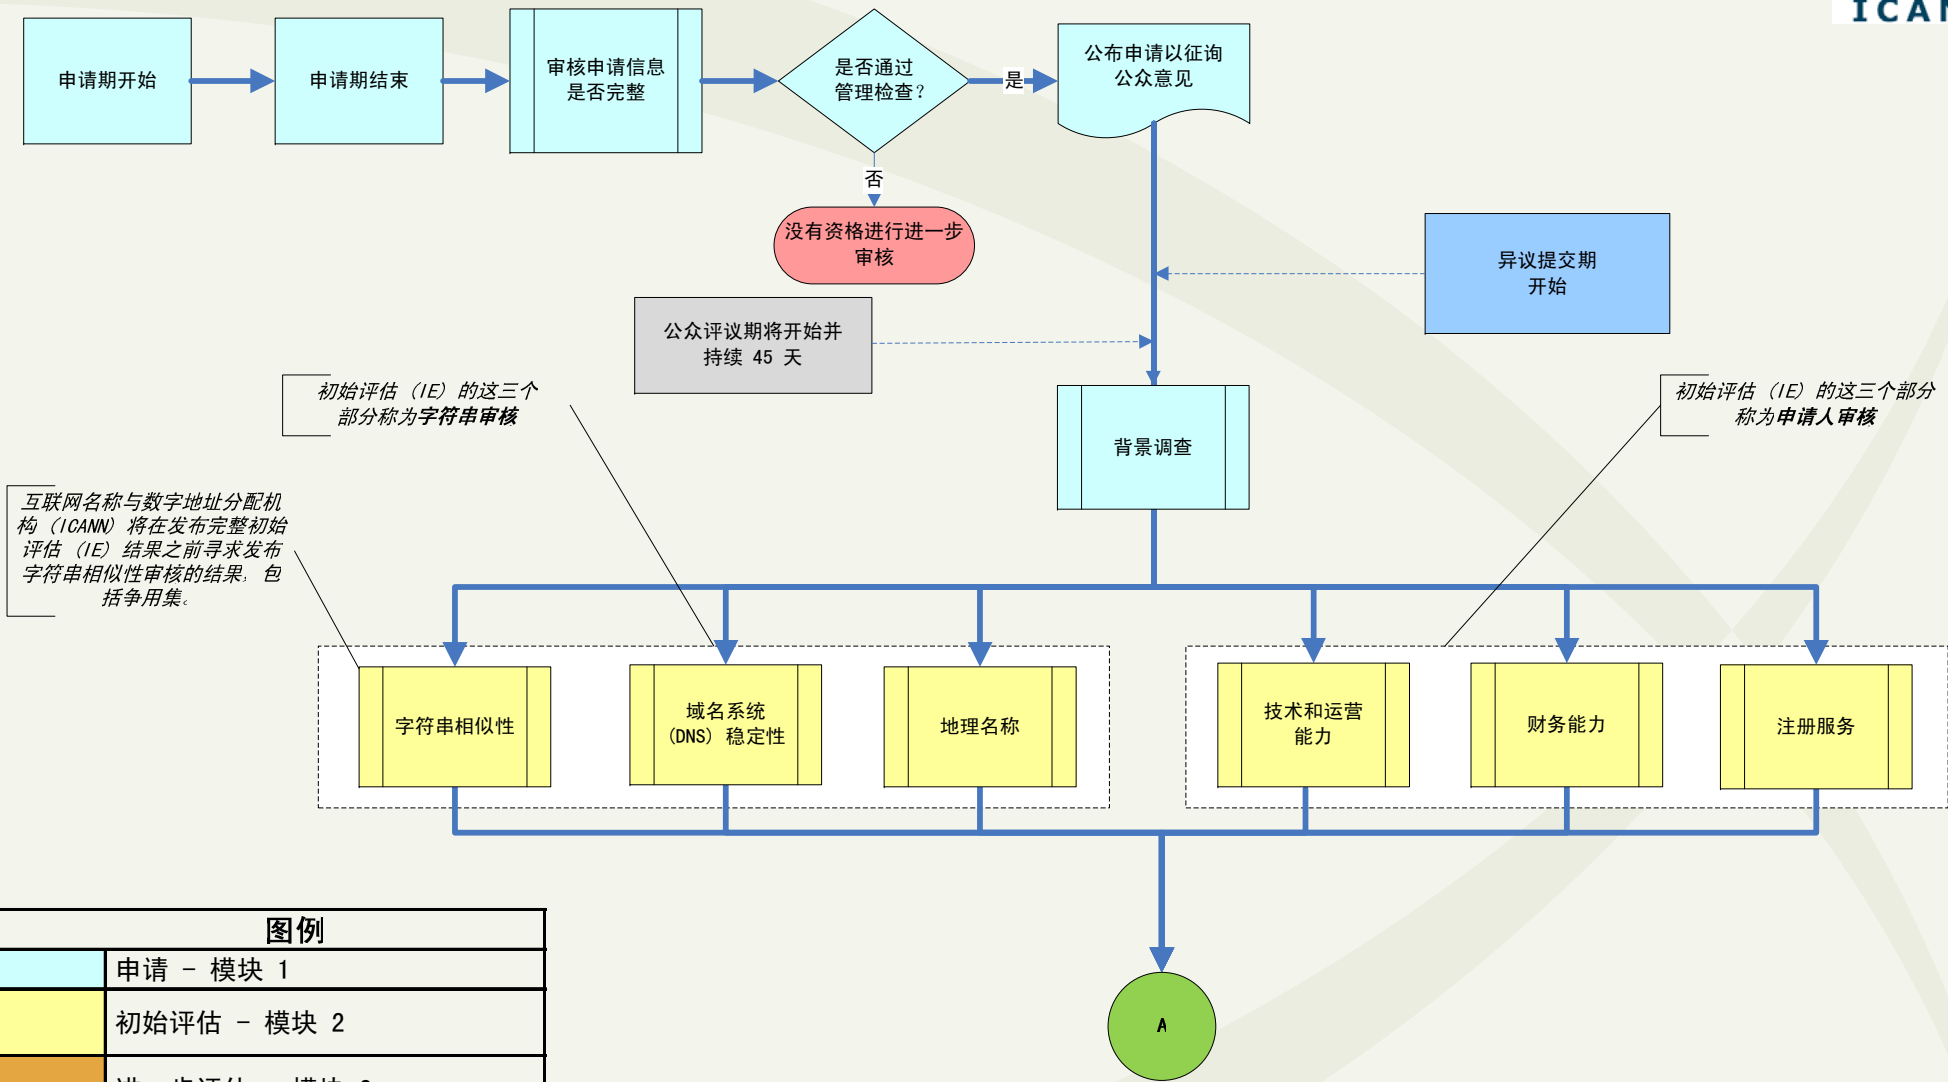 ICAN
申请期开始
申请期结束
审核申请信息
是否完整
是否通过
管理检查？
是
公布申请以征询
公众意见
否
没有资格进行进一步
审核
异议提交期
开始
公众评议期将开始并
持续 45 天
初始评估（IE）的这三个
部分称为字符串审核
初始评估（IE）的这三个部分
称为申请人审核
背景调查
互联网名称与数字地址分配机
构（ICANN）将在发布完整初始
评估（IE）结果之前寻求发布
字符串相似性审核的结果，包
括争用集。
字符串相似性
域名系统
(DNS) 稳定性
地理名称
技术和运营
能力
财务能力
注册服务
A
图例
申请 - 模块 1
初始评估 - 模块 2